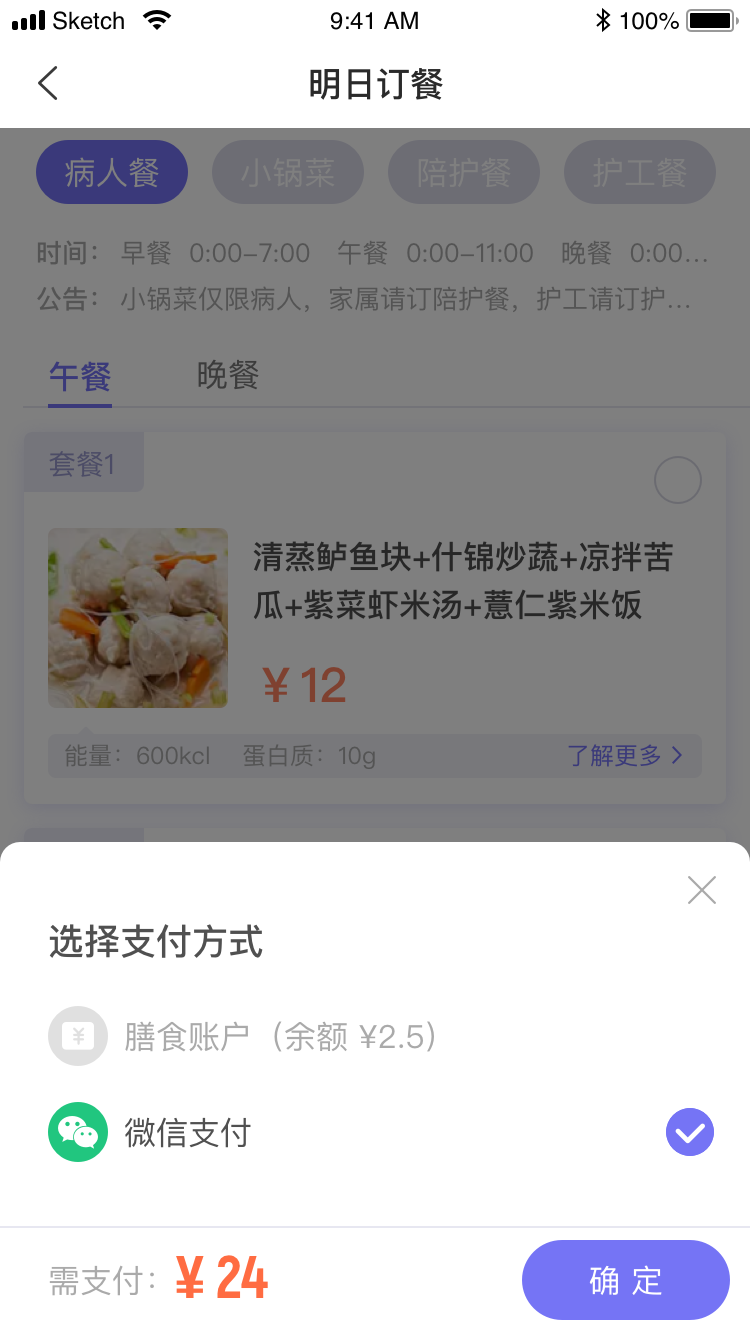 Sketch 9:41 AM 100%
明日订餐
病人餐 小锅菜 陪护餐 护工餐
时间： 早餐 0:00-7:00 午餐 0:00-11:00 晚餐 0:00...
公告： 小锅菜仅限病人，家属请订陪护餐，护工请订护...
午餐 晚餐
套餐1
清蒸鲈鱼块+什锦炒蔬+凉拌苦
瓜+紫菜虾米汤+薏仁紫米饭
¥ 12
能量：600kcl 蛋白质：10g 了解更多
选择支付方式
¥ 膳食账户（余额 ¥2.5）
微信支付
需支付： ¥ 24 确 定